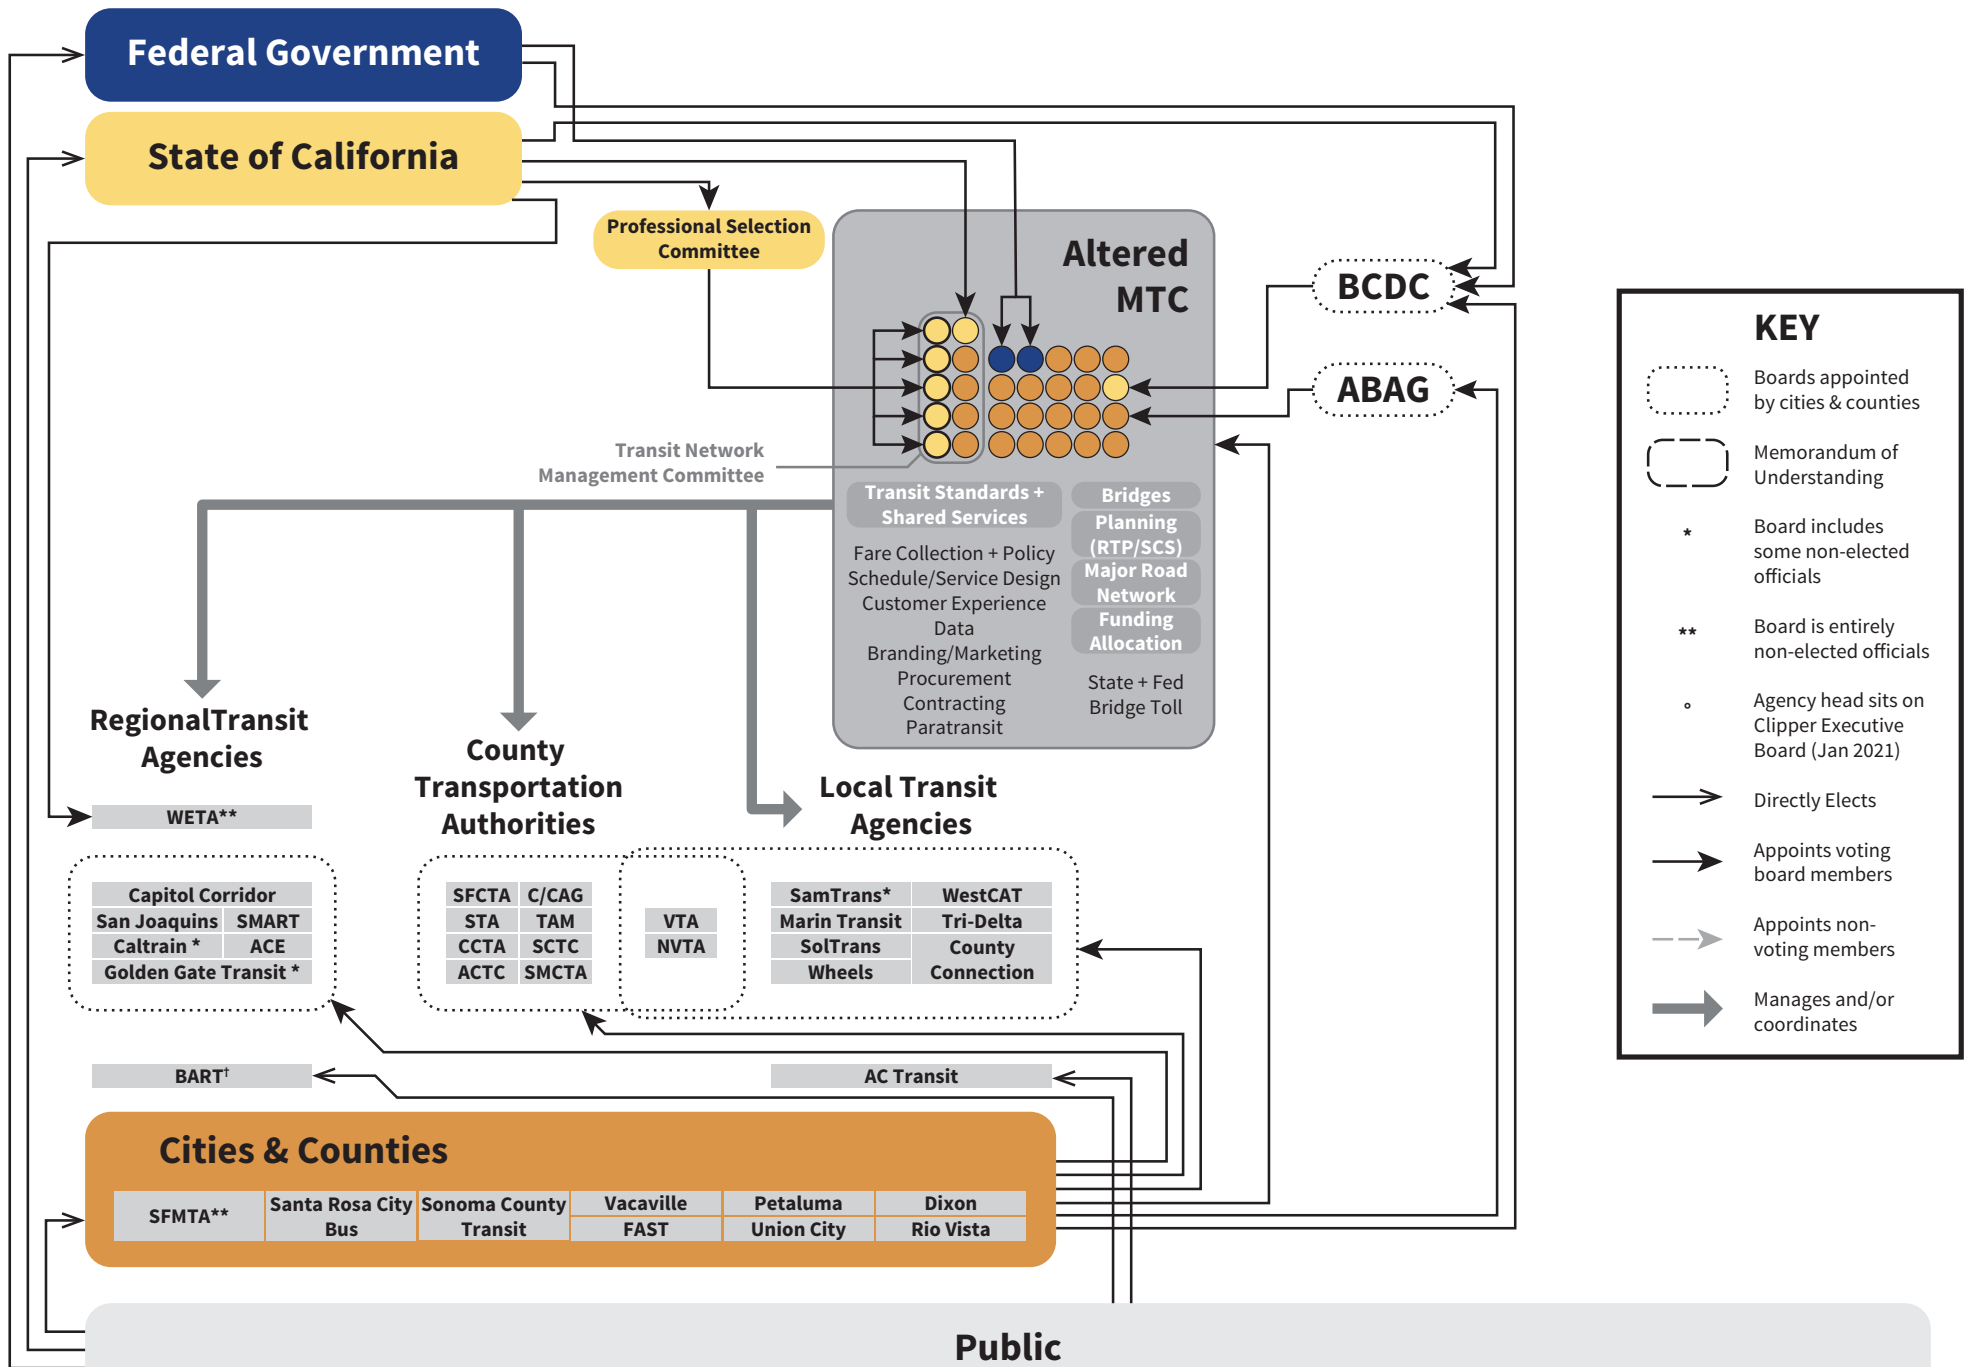 Federal Government
State of California
Professional Selection
Committee
Altered
MTC
BCDC
ABAG
Transit Network
Management Committee
Transit Standards +
Shared Services
Fare Collection + Policy
Schedule/Service Design
Customer Experience
Data
Branding/Marketing
Procurement
Contracting
Paratransit
Bridges
Planning
(RTP/SCS)
Major Road
Network
Funding
Allocation
State + Fed
Bridge Toll
RegionalTransit
Agencies
WETA**
Capitol Corridor
San Joaquins SMART
Caltrain * ACE
Golden Gate Transit *
BART†
County
Transportation
Authorities
SFCTA C/CAG
STA TAM
CCTA SCTC
ACTC SMCTA
VTA
NVTA
Local Transit
Agencies
SamTrans* WestCAT
Marin Transit Tri-Delta
SolTrans County
Wheels Connection
AC Transit
Cities & Counties
SFMTA**
Santa Rosa City
Bus
Sonoma County
Transit
Vacaville
FAST
Petaluma
Union City
Dixon
Rio Vista
Public
KEY
Boards appointed
by cities & counties
Memorandum of
Understanding
* Board includes
some non-elected
officials
** Board is entirely
non-elected officials
° Agency head sits on
Clipper Executive
Board (Jan 2021)
Directly Elects
Appoints voting
board members
Appoints non-
voting members
Manages and/or
coordinates